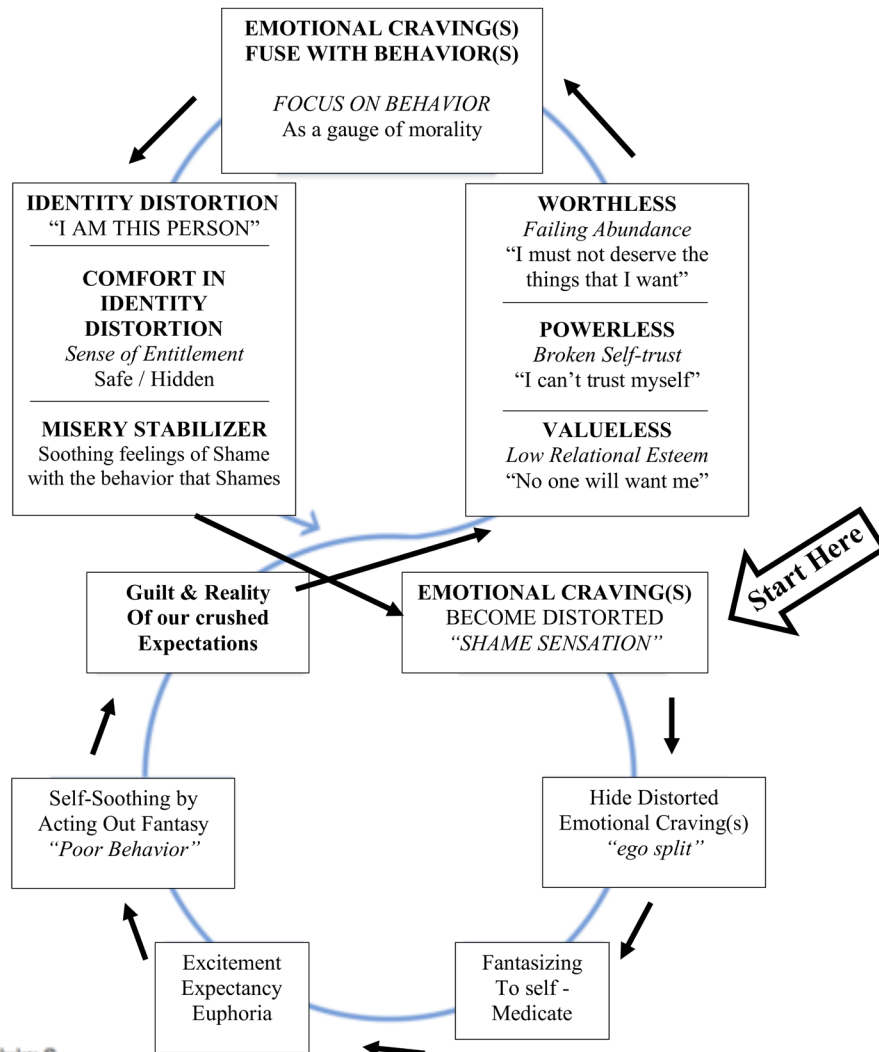 EMOTIONAL CRAVING(S)
FUSE WITH BEHAVIOR(S)
FOCUS ON BEHAVIOR
As a gauge of morality
IDENTITY DISTORTION
“I AM THIS PERSON”
COMFORT IN
IDENTITY
DISTORTION
Sense of Entitlement
Safe / Hidden
MISERY STABILIZER
Soothing feelings of Shame
with the behavior that Shames
WORTHLESS
Failing Abundance
“I must not deserve the
things that I want”
POWERLESS
Broken Self-trust
“I can’t trust myself”
VALUELESS
Low Relational Esteem
“No one will want me”
Start Here
Guilt & Reality
Of our crushed
Expectations
EMOTIONAL CRAVING(S)
BECOME DISTORTED
“SHAME SENSATION”
Self-Soothing by
Acting Out Fantasy
“Poor Behavior”
Hide Distorted
Emotional Craving(s)
“ego split”
Excitement
Expectancy
Euphoria
Fantasizing
To self -
Medicate